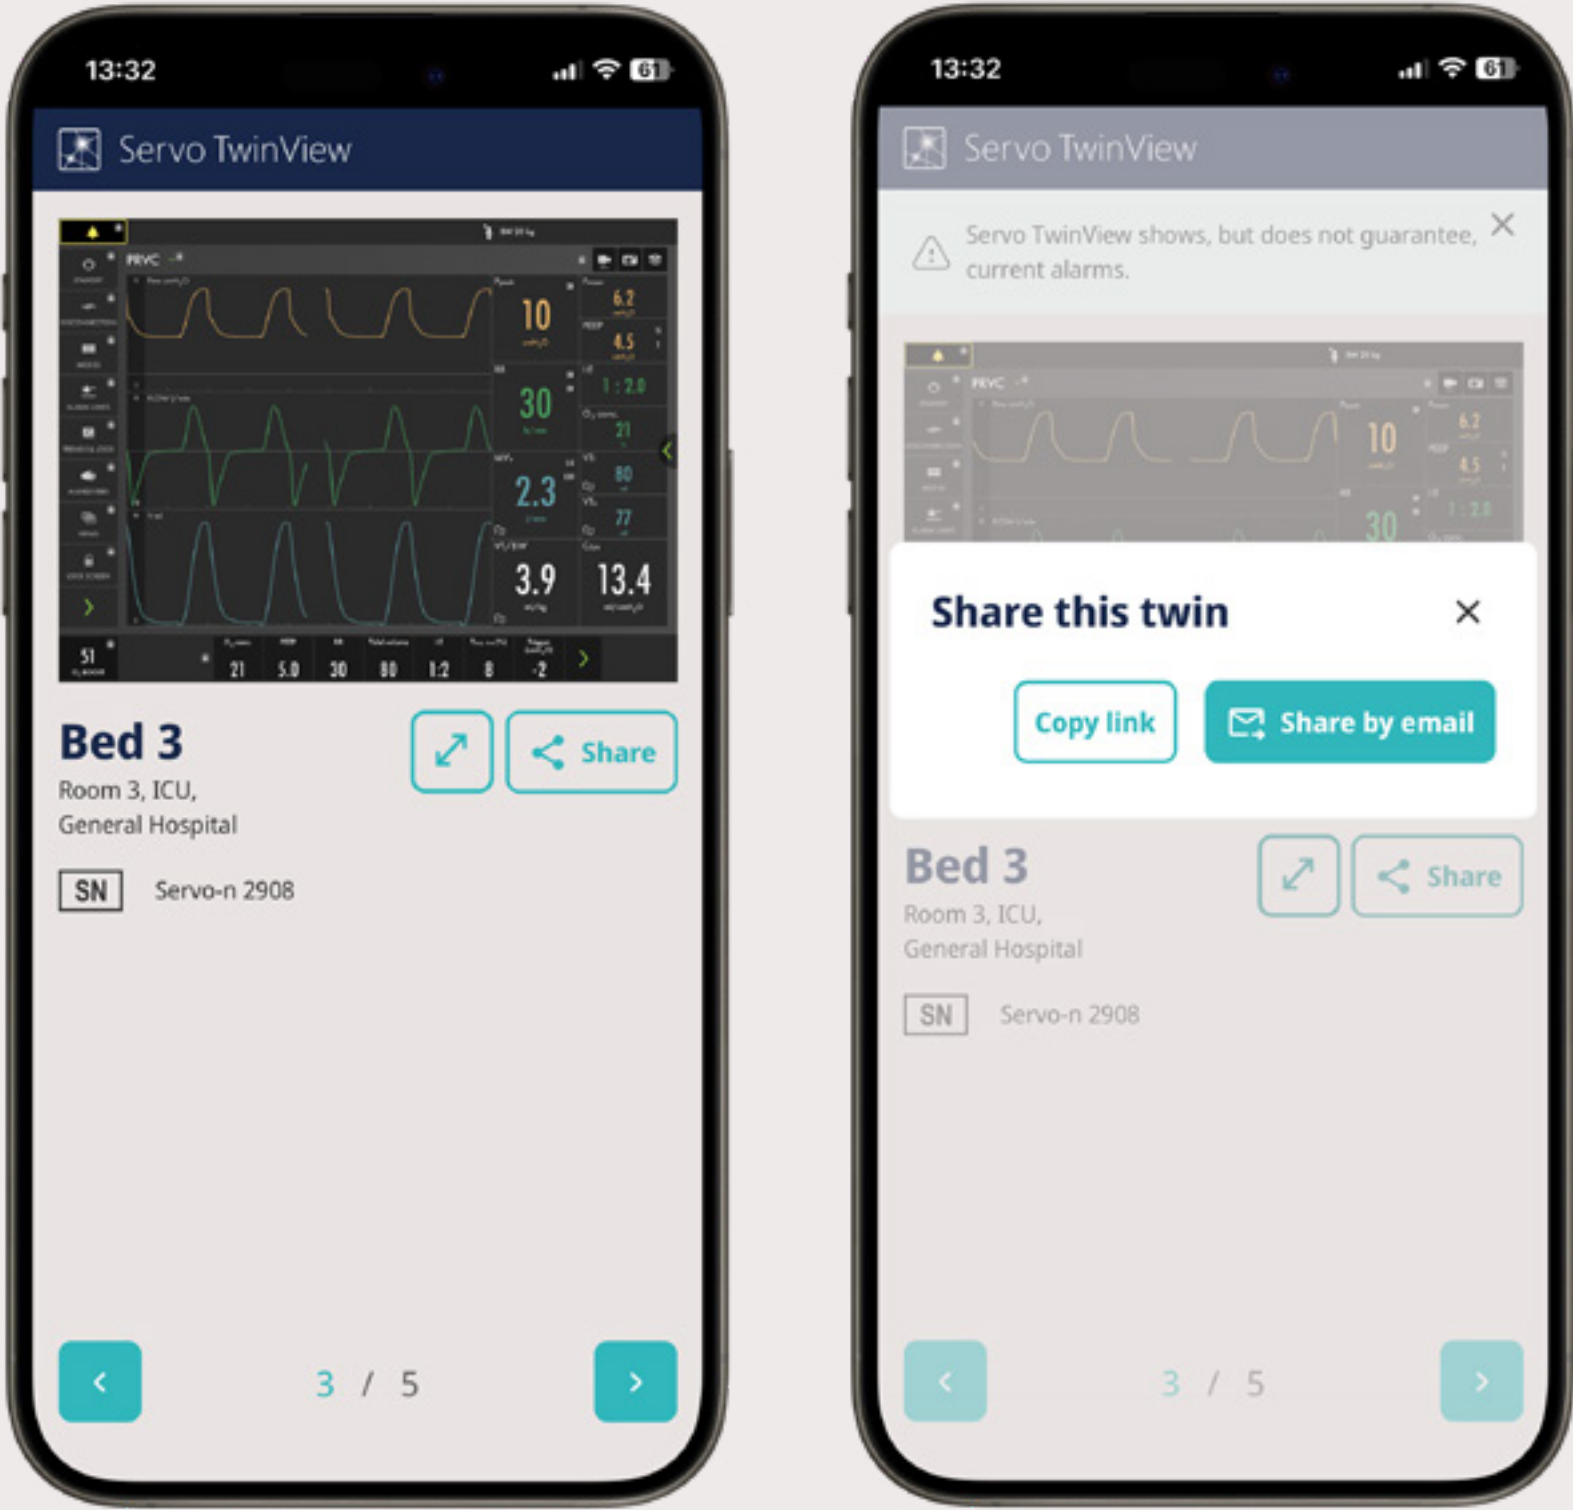 13:32
61
Servo TwinView
PRVC
10
6.2
4.5
30
1 : 2.0
21
2.3
80
77
3.9
13.4
51
21
5.0
30
80
1:2
8
-2
Bed 3
Share
Room 3, ICU,
General Hospital
SN
Servo-n 2908
3 / 5
13:32
61
Servo TwinView
Servo TwinView shows, but does not guarantee,
current alarms.
PRVC
10
6.2
4.5
30
1 : 2.0
Share this twin
Copy link
Share by email
Bed 3
Share
Room 3, ICU,
General Hospital
SN
Servo-n 2908
3 / 5